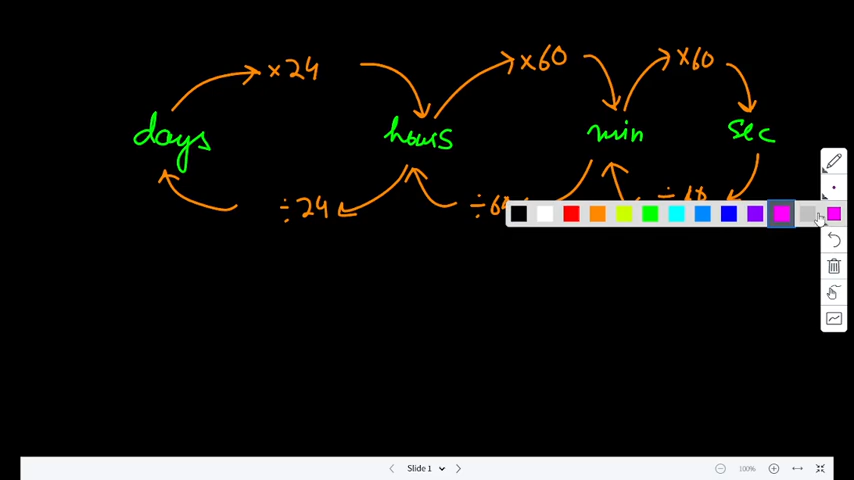 ×24 ×60 ×60
days hours min sec
÷24
Slide 1 100%